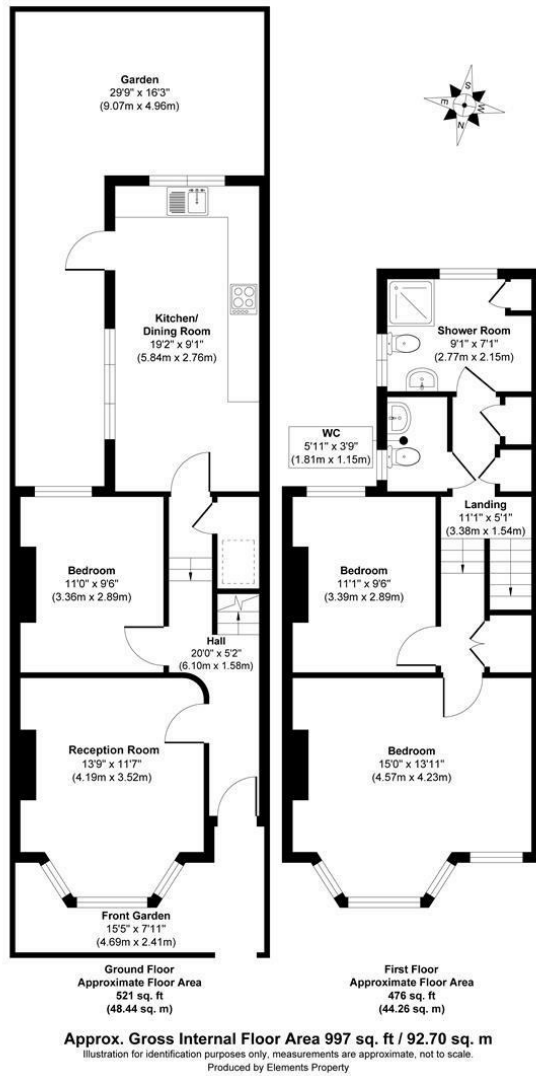 Garden
29'9" x 16'3"
(9.07m x 4.96m)
S
E
W
N
Kitchen/
Dining Room
19'2" x 9'1"
(5.84m x 2.76m)
Shower Room
9'1" x 7'1"
(2.77m x 2.15m)
WC
5'11" x 3'9"
(1.81m x 1.15m)
Landing
11'1" x 5'1"
(3.38m x 1.54m)
Bedroom
11'0" x 9'6"
(3.36m x 2.89m)
Bedroom
11'1" x 9'6"
(3.39m x 2.89m)
Hall
20'0" x 5'2"
(6.10m x 1.58m)
Reception Room
13'9" x 11'7"
(4.19m x 3.52m)
Bedroom
15'0" x 13'11"
(4.57m x 4.23m)
Front Garden
15'5" x 7'11"
(4.69m x 2.41m)
Ground Floor
Approximate Floor Area
521 sq. ft
(48.44 sq. m)
First Floor
Approximate Floor Area
476 sq. ft
(44.26 sq. m)
Approx. Gross Internal Floor Area 997 sq. ft / 92.70 sq. m
Illustration for identification purposes only, measurements are approximate, not to scale.
Produced by Elements Property